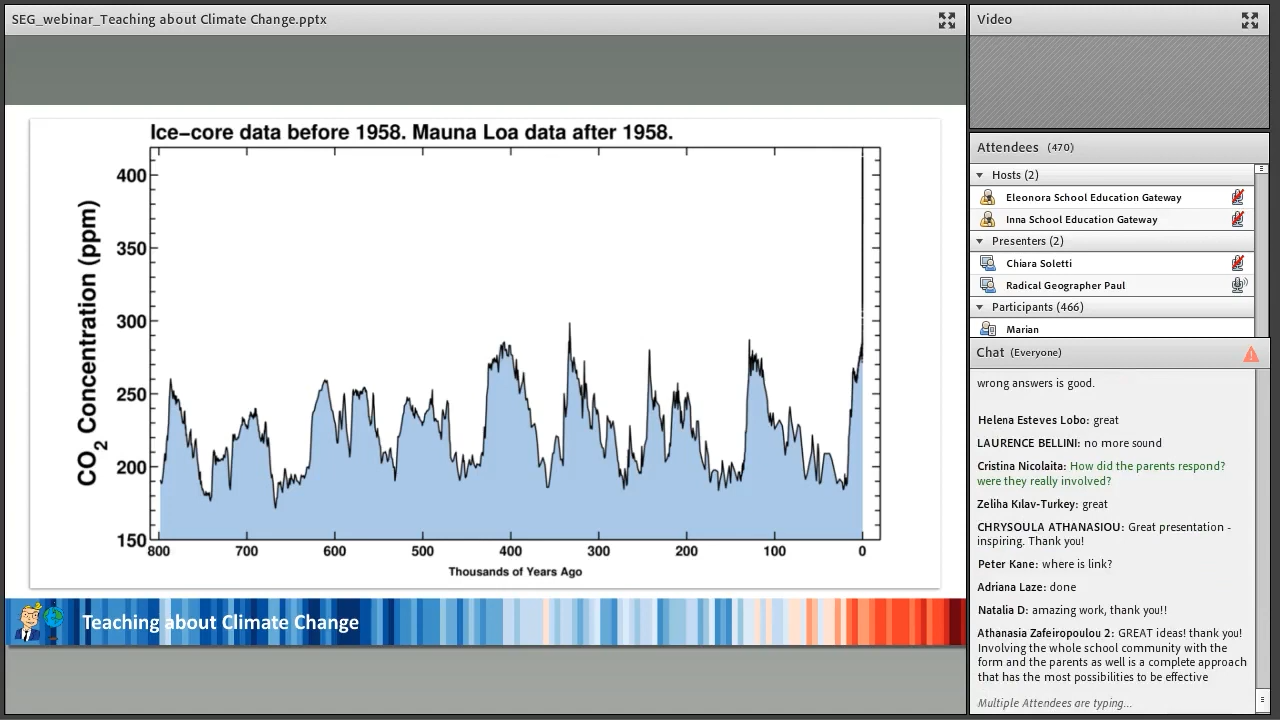 SEG_webinar_Teaching about Climate Change.pptx
Ice–core data before 1958. Mauna Loa data after 1958.
CO2 Concentration (ppm)
400
350
300
250
200
150
800 700 600 500 400 300 200 100 0
Thousands of Years Ago
Teaching about Climate Change
Video
Attendees (470)
Hosts (2)
Eleonora School Education Gateway
Inna School Education Gateway
Presenters (2)
Chiara Soletti
Radical Geographer Paul
Participants (466)
Marian
Chat (Everyone)
wrong answers is good.
Helena Esteves Lobo: great
LAURENCE BELLINI: no more sound
Cristina Nicolaita: How did the parents respond?
were they really involved?
Zeliha Kılav-Turkey: great
CHRYSOULA ATHANASIOU: Great presentation -
inspiring. Thank you!
Peter Kane: where is link?
Adriana Laze: done
Natalia D: amazing work, thank you!!
Athanasia Zafeiropoulou 2: GREAT ideas! thank you!
Involving the whole school community with the
form and the parents as well is a complete approach
that has the most possibilities to be effective
Multiple Attendees are typing...